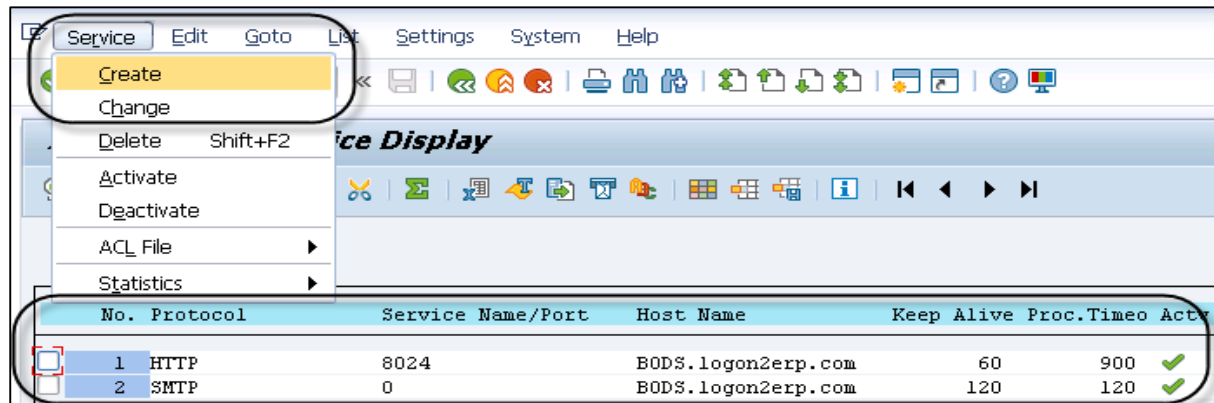 Service Edit Goto List Settings System Help
Create
Change
Delete Shift+F2
ice Display
Activate
Deactivate
ACL File
Statistics
No. Protocol Service Name/Port Host Name Keep Alive Proc.Timeo Actv
1 HTTP 8024 BODS.logon2erp.com 60 900
2 SMTP 0 BODS.logon2erp.com 120 120